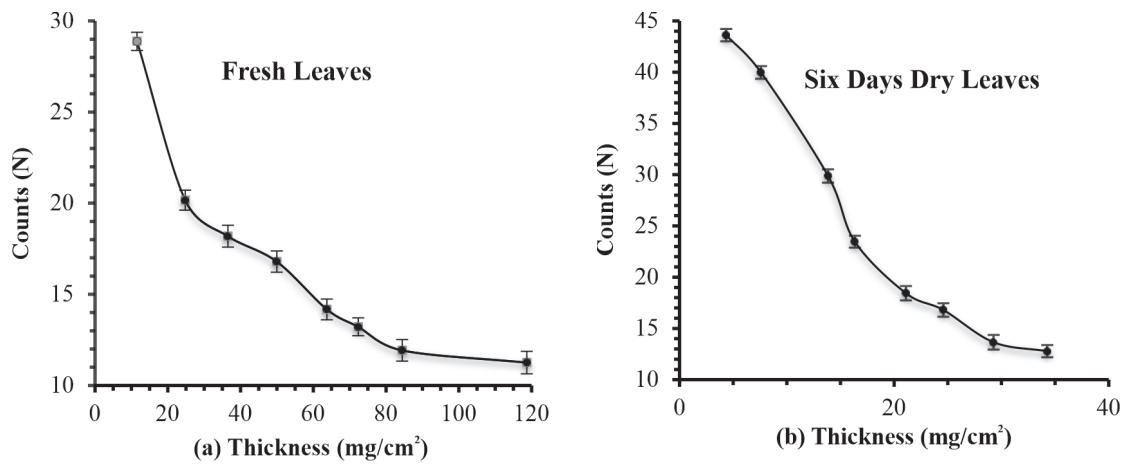 30
25
20
15
10
Counts (N)
Fresh Leaves
0 20 40 60 80 100 120
(a) Thickness (mg/cm²)
45
40
35
30
25
20
15
10
Counts (N)
Six Days Dry Leaves
0 20 40
(b) Thickness (mg/cm²)